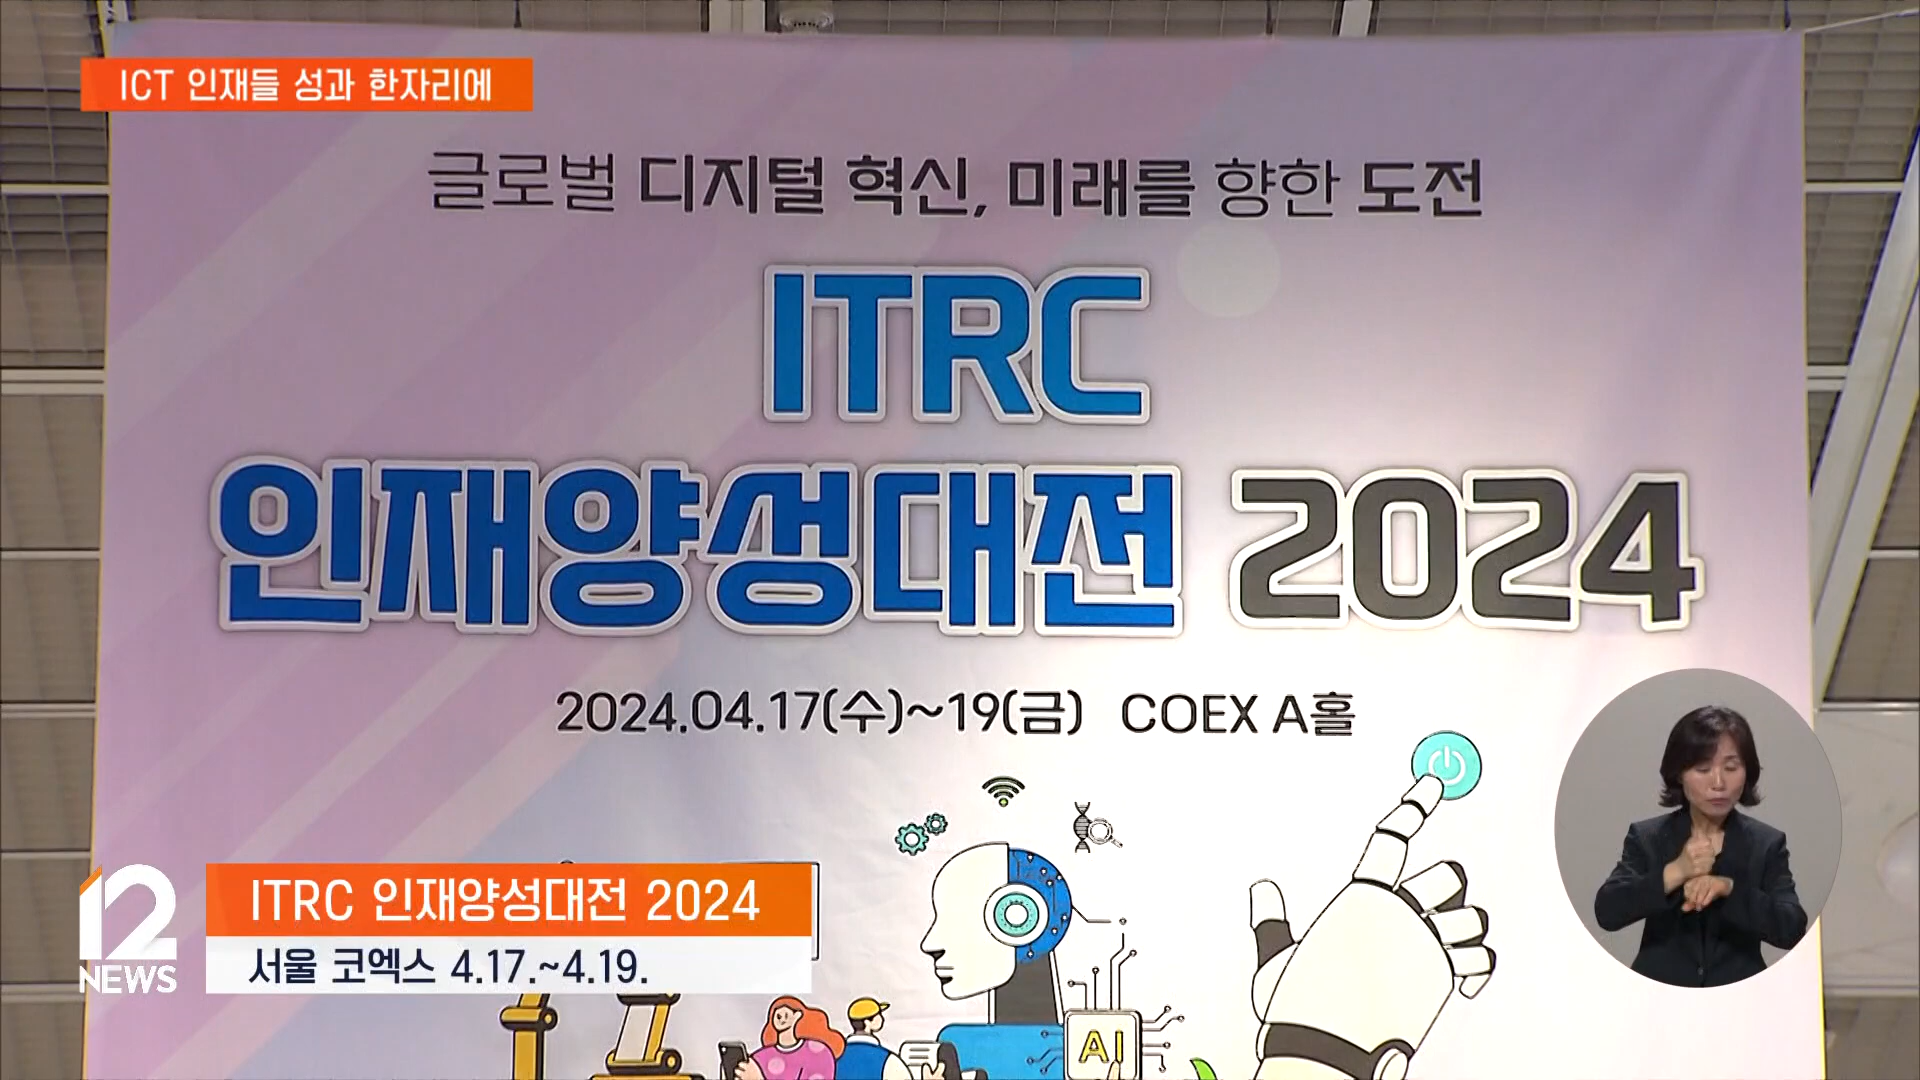 ICT 인재들 성과 한자리에
글로벌 디지털 혁신, 미래를 향한 도전
ITRC
인재양성대전 2024
2024.04.17(수)~19(금) COEX A홀
12
NEWS
ITRC 인재양성대전 2024
서울 코엑스 4.17.~4.19.
AI